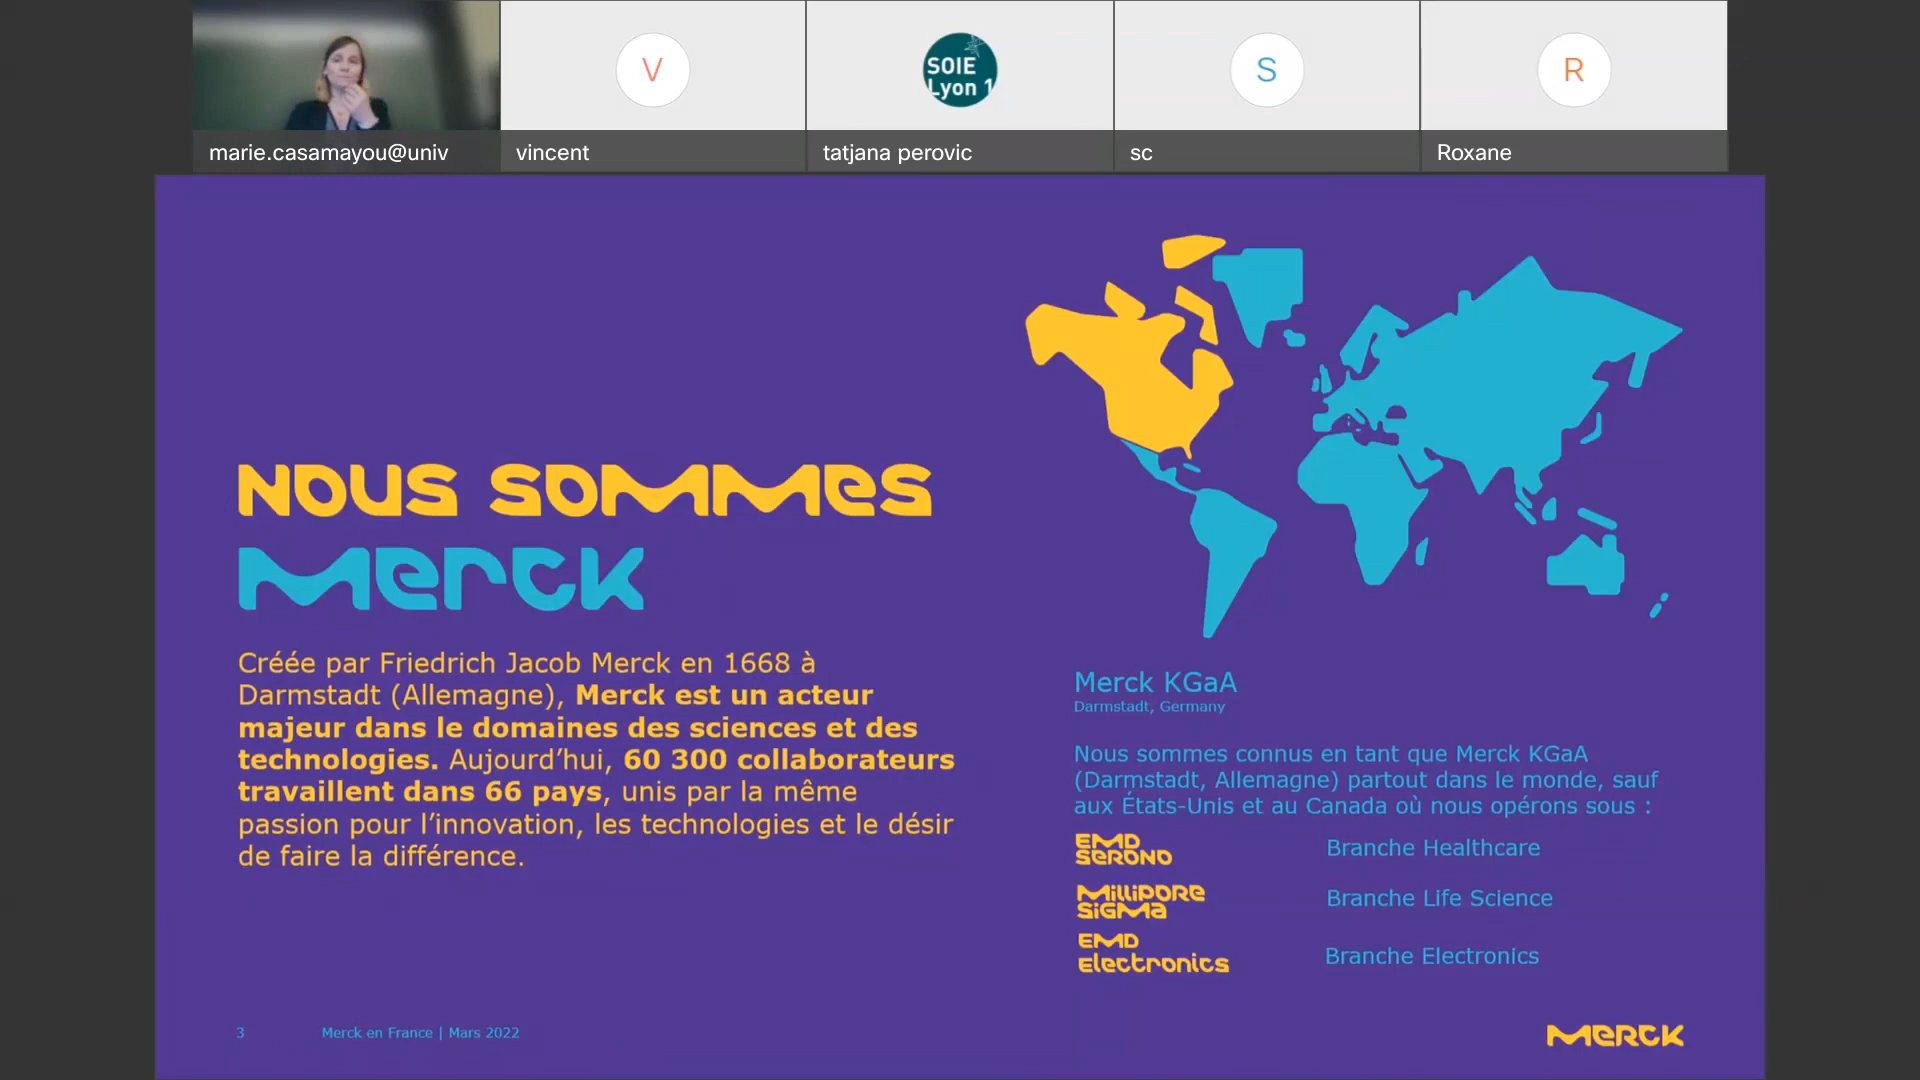 V
SOIE
Lyon 1
S
R
marie.casamayou@univ
vincent
tatjana perovic
sc
Roxane
NOUS SOMMES
MERCK
Créée par Friedrich Jacob Merck en 1668 à
Darmstadt (Allemagne), Merck est un acteur
majeur dans le domaines des sciences et des
technologies. Aujourd’hui, 60 300 collaborateurs
travaillent dans 66 pays, unis par la même
passion pour l’innovation, les technologies et le désir
de faire la différence.
Merck KGaA
Darmstadt, Germany
Nous sommes connus en tant que Merck KGaA
(Darmstadt, Allemagne) partout dans le monde, sauf
aux États-Unis et au Canada où nous opérons sous :
EMD
SERONO
Branche Healthcare
MilliPORE
SiGMa
Branche Life Science
EMD
Electronics
Branche Electronics
3
Merck en France | Mars 2022
MERCK